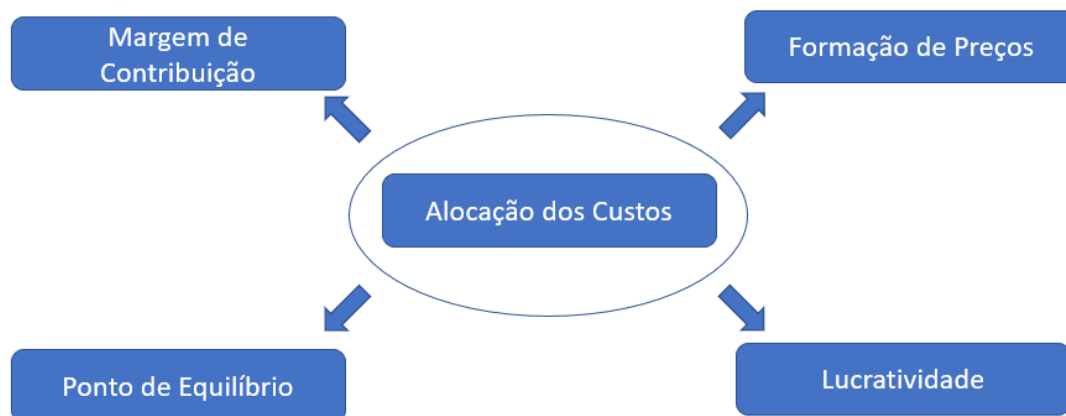 Margem de
Contribuição
Formação de Preços
Alocação dos Custos
Ponto de Equilíbrio
Lucratividade